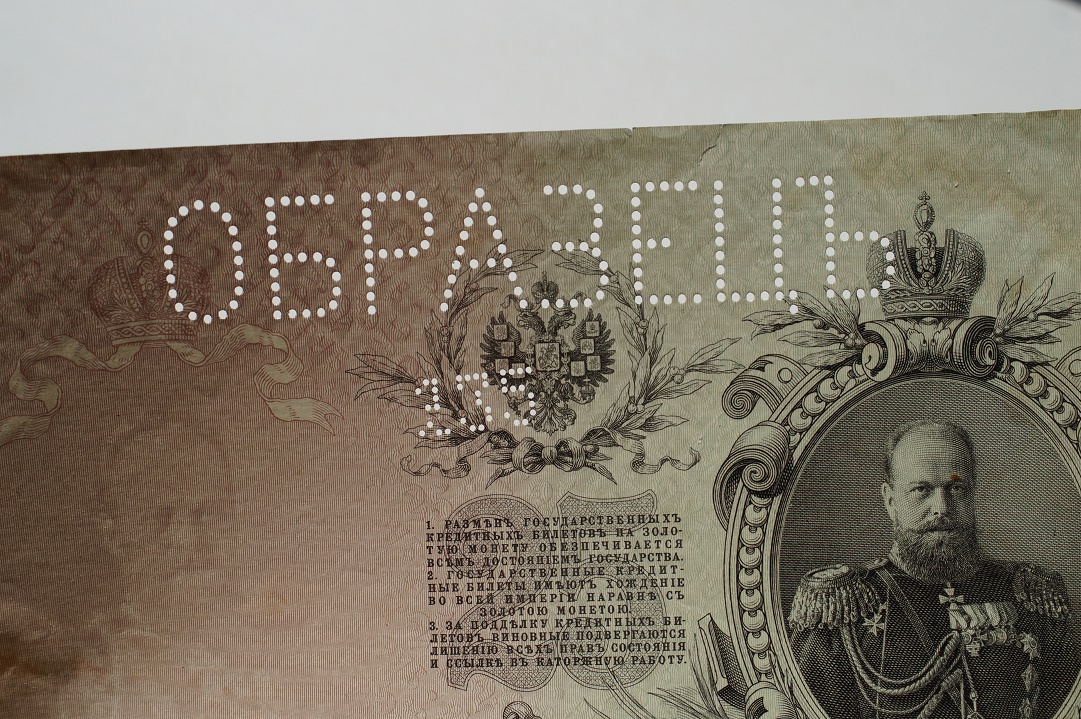 ОБРАЗЕЦЪ
25
1. РАЗМѢНЪ ГОСУДАРСТВЕННЫХЪ
КРЕДИТНЫХЪ БИЛЕТОВЪ НА ЗОЛО-
ТУЮ МОНЕТУ ОБЕЗПЕЧИВАЕТСЯ
ВСѢМЪ ДОСТОЯНІЕМЪ ГОСУДАРСТВА.
2. ГОСУДАРСТВЕННЫЕ КРЕДИТ-
НЫЕ БИЛЕТЫ ИМѢЮТЪ ХОЖДЕНІЕ
ВО ВСЕЙ ИМПЕРІИ НАРАВНѢ СЪ
ЗОЛОТОЮ МОНЕТОЮ.
3. ЗА ПОДДѢЛКУ КРЕДИТНЫХЪ БИ-
ЛЕТОВЪ ВИНОВНЫЕ ПОДВЕРГАЮТСЯ
ЛИШЕНІЮ ВСѢХЪ ПРАВЪ СОСТОЯНІЯ
И ССЫЛКѢ ВЪ КАТОРЖНУЮ РАБОТУ.